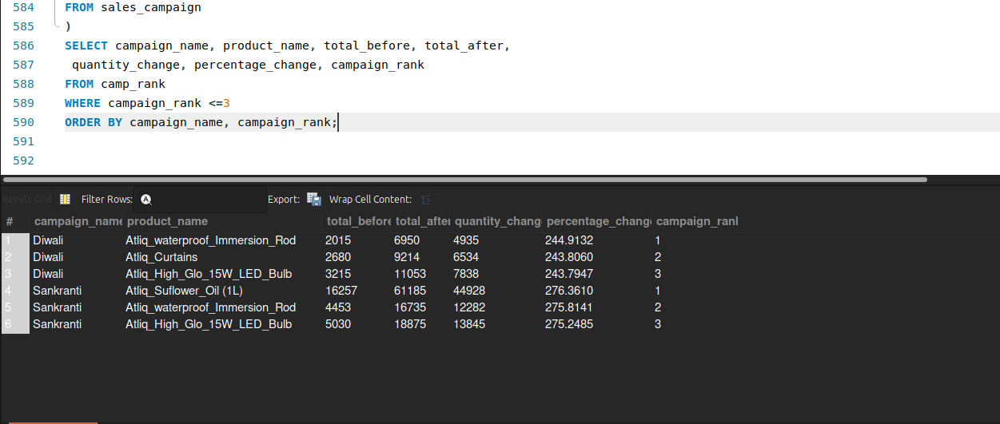 584 FROM sales_campaign
585 )
586 SELECT campaign_name, product_name, total_before, total_after,
587 quantity_change, percentage_change, campaign_rank
588 FROM camp_rank
589 WHERE campaign_rank <=3
590 ORDER BY campaign_name, campaign_rank;
591
592
Result Grid Filter Rows: Export: Wrap Cell Content:
# campaign_name product_name total_before total_after quantity_chang percentage_change campaign_rank
1 Diwali Atliq_waterproof_Immersion_Rod 2015 6950 4935 244.9132 1
2 Diwali Atliq_Curtains 2680 9214 6534 243.8060 2
3 Diwali Atliq_High_Glo_15W_LED_Bulb 3215 11053 7838 243.7947 3
4 Sankranti Atliq_Suflower_Oil (1L) 16257 61185 44928 276.3610 1
5 Sankranti Atliq_waterproof_Immersion_Rod 4453 16735 12282 275.8141 2
6 Sankranti Atliq_High_Glo_15W_LED_Bulb 5030 18875 13845 275.2485 3